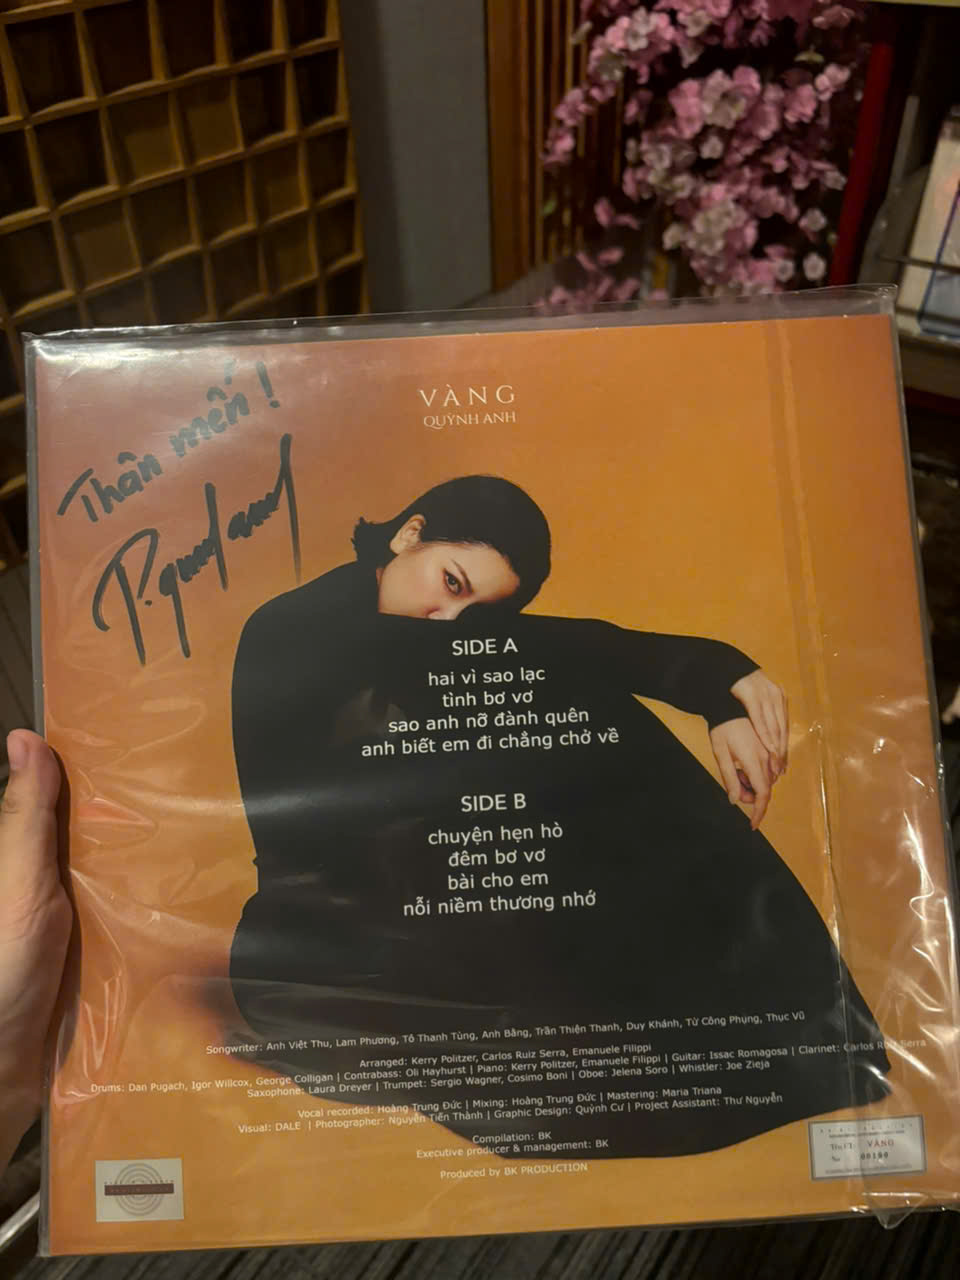 Thân mến!
VÀNG
QUỲNH ANH
SIDE A
hai vì sao lạc
tình bơ vơ
sao anh nỡ đành quên
anh biết em đi chẳng chở về
SIDE B
chuyện hẹn hò
đêm bơ vơ
bài cho em
nỗi niềm thương nhớ
Songwriter: Anh Việt Thu, Lam Phương, Tô Thanh Tùng, Anh Bằng, Trần Thiện Thanh, Duy Khánh, Từ Công Phụng, Thục Vũ
Arranged: Kerry Politzer, Carlos Ruiz Serra, Emanuele Filippi
Drums: Dan Pugach, Igor Willcox, George Colligan | Contrabass: Oli Hayhurst | Piano: Kerry Politzer, Emanuele Filippi | Guitar: Issac Romagosa | Clarinet: Carlos Ruiz Serra
Saxophone: Laura Dreyer | Trumpet: Sergio Wagner, Cosimo Boni | Oboe: Jelena Soro | Whistler: Joe Zieja
Vocal recorded: Hoàng Trung Đức | Mixing: Hoàng Trung Đức | Mastering: Maria Triana
Visual: DALE | Photographer: Nguyễn Tiến Thành | Graphic Design: Quỳnh Cư | Project Assistant: Thư Nguyễn
Compilation: BK
Executive producer & management: BK
Produced by BK PRODUCTION
VÀNG
No 00160